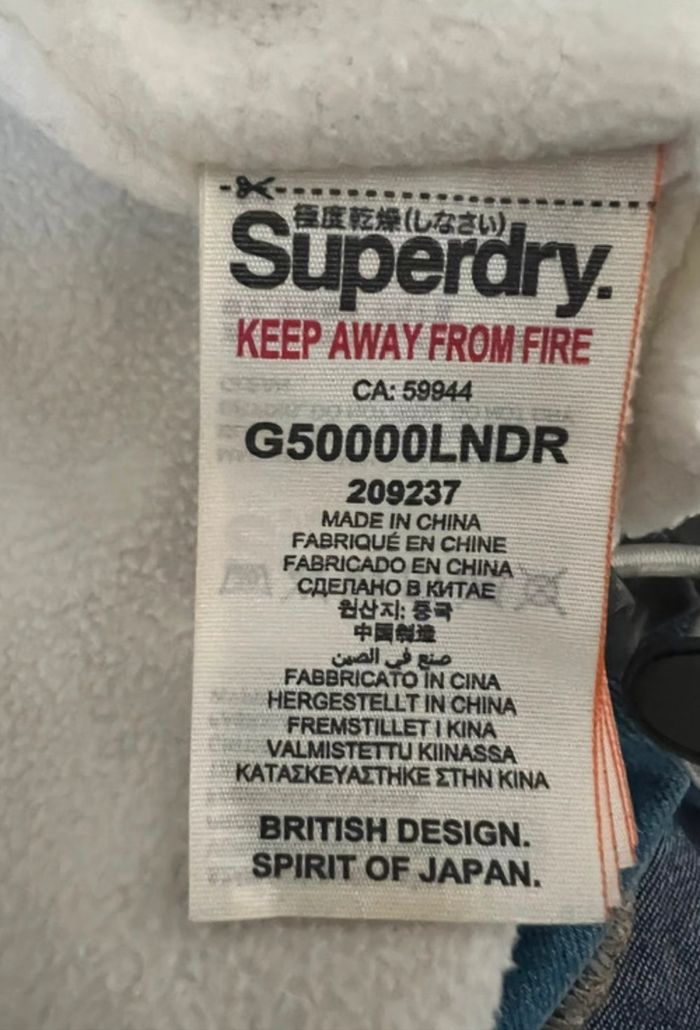 極度乾燥(しなさい)
Superdry.
KEEP AWAY FROM FIRE
CA: 59944
G50000LNDR
209237
MADE IN CHINA
FABRIQUÉ EN CHINE
FABRICADO EN CHINA
СДЕЛАНО В КИТАЕ
원산지: 중국
中国製造
صنع في الصين
FABBRICATO IN CINA
HERGESTELLT IN CHINA
FREMSTILLET I KINA
VALMISTETTU KIINASSA
ΚΑΤΑΣΚΕΥΑΣΤΗΚΕ ΣΤΗΝ ΚΙΝΑ
BRITISH DESIGN.
SPIRIT OF JAPAN.